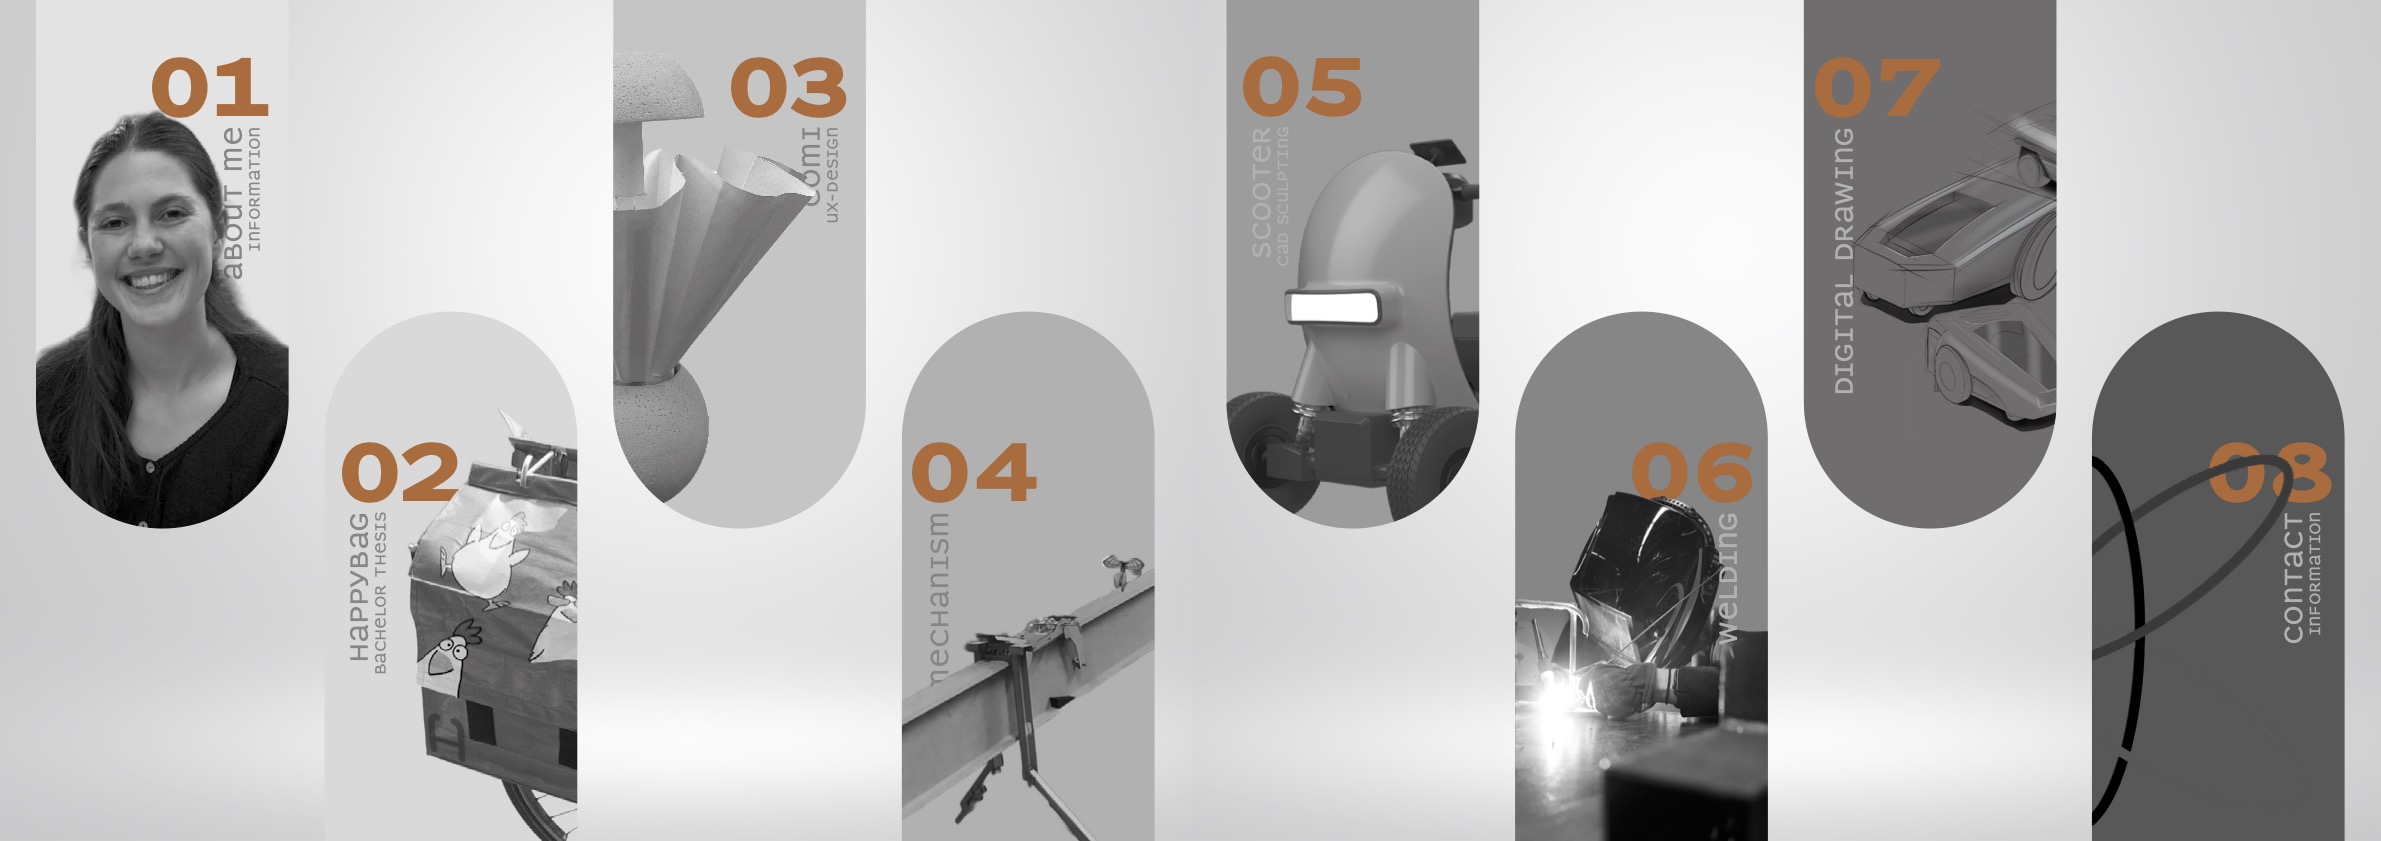 01
aBOUT me
InFORmaTIOn
02
HaPPYBaG
BaCHeLOR THeSIS
03
UX-DeSIGn
04
meCHanISm
05
SCOOTeR
CaD SCULPTInG
06
WeLDInG
07
DIGITaL DRaWInG
08
COnTaCT
InFORmaTIOn